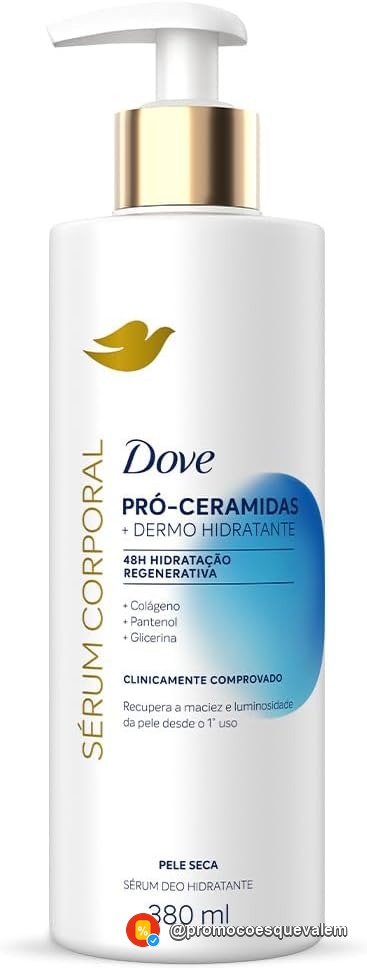 SÉRUM CORPORAL
Dove
PRÓ-CERAMIDAS
+ DERMO HIDRATANTE
48H HIDRATAÇÃO
REGENERATIVA
+ Colágeno
+ Pantenol
+ Glicerina
CLINICAMENTE COMPROVADO
Recupera a maciez e luminosidade
da pele desde o 1° uso
PELE SECA
SÉRUM DEO HIDRATANTE
380 ml
%
@promocoesquevalem